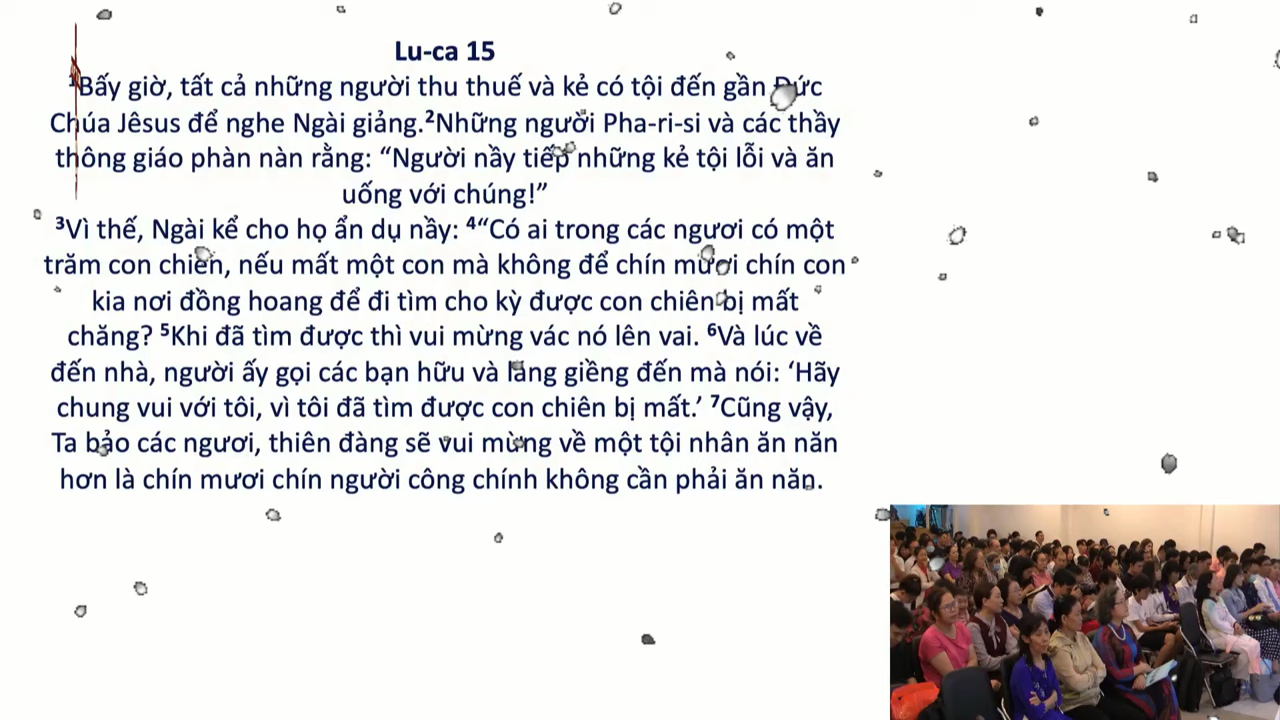 Lu-ca 15
¹Bấy giờ, tất cả những người thu thuế và kẻ có tội đến gần Đức
Chúa Jêsus để nghe Ngài giảng.²Những người Pha-ri-si và các thầy
thông giáo phàn nàn rằng: “Người nầy tiếp những kẻ tội lỗi và ăn
uống với chúng!”
³Vì thế, Ngài kể cho họ ẩn dụ nầy: ⁴“Có ai trong các ngươi có một
trăm con chiên, nếu mất một con mà không để chín mươi chín con
kia nơi đồng hoang để đi tìm cho kỳ được con chiên bị mất
chăng? ⁵Khi đã tìm được thì vui mừng vác nó lên vai. ⁶Và lúc về
đến nhà, người ấy gọi các bạn hữu và láng giềng đến mà nói: ‘Hãy
chung vui với tôi, vì tôi đã tìm được con chiên bị mất.’ ⁷Cũng vậy,
Ta bảo các ngươi, thiên đàng sẽ vui mừng về một tội nhân ăn năn
hơn là chín mươi chín người công chính không cần phải ăn năn.